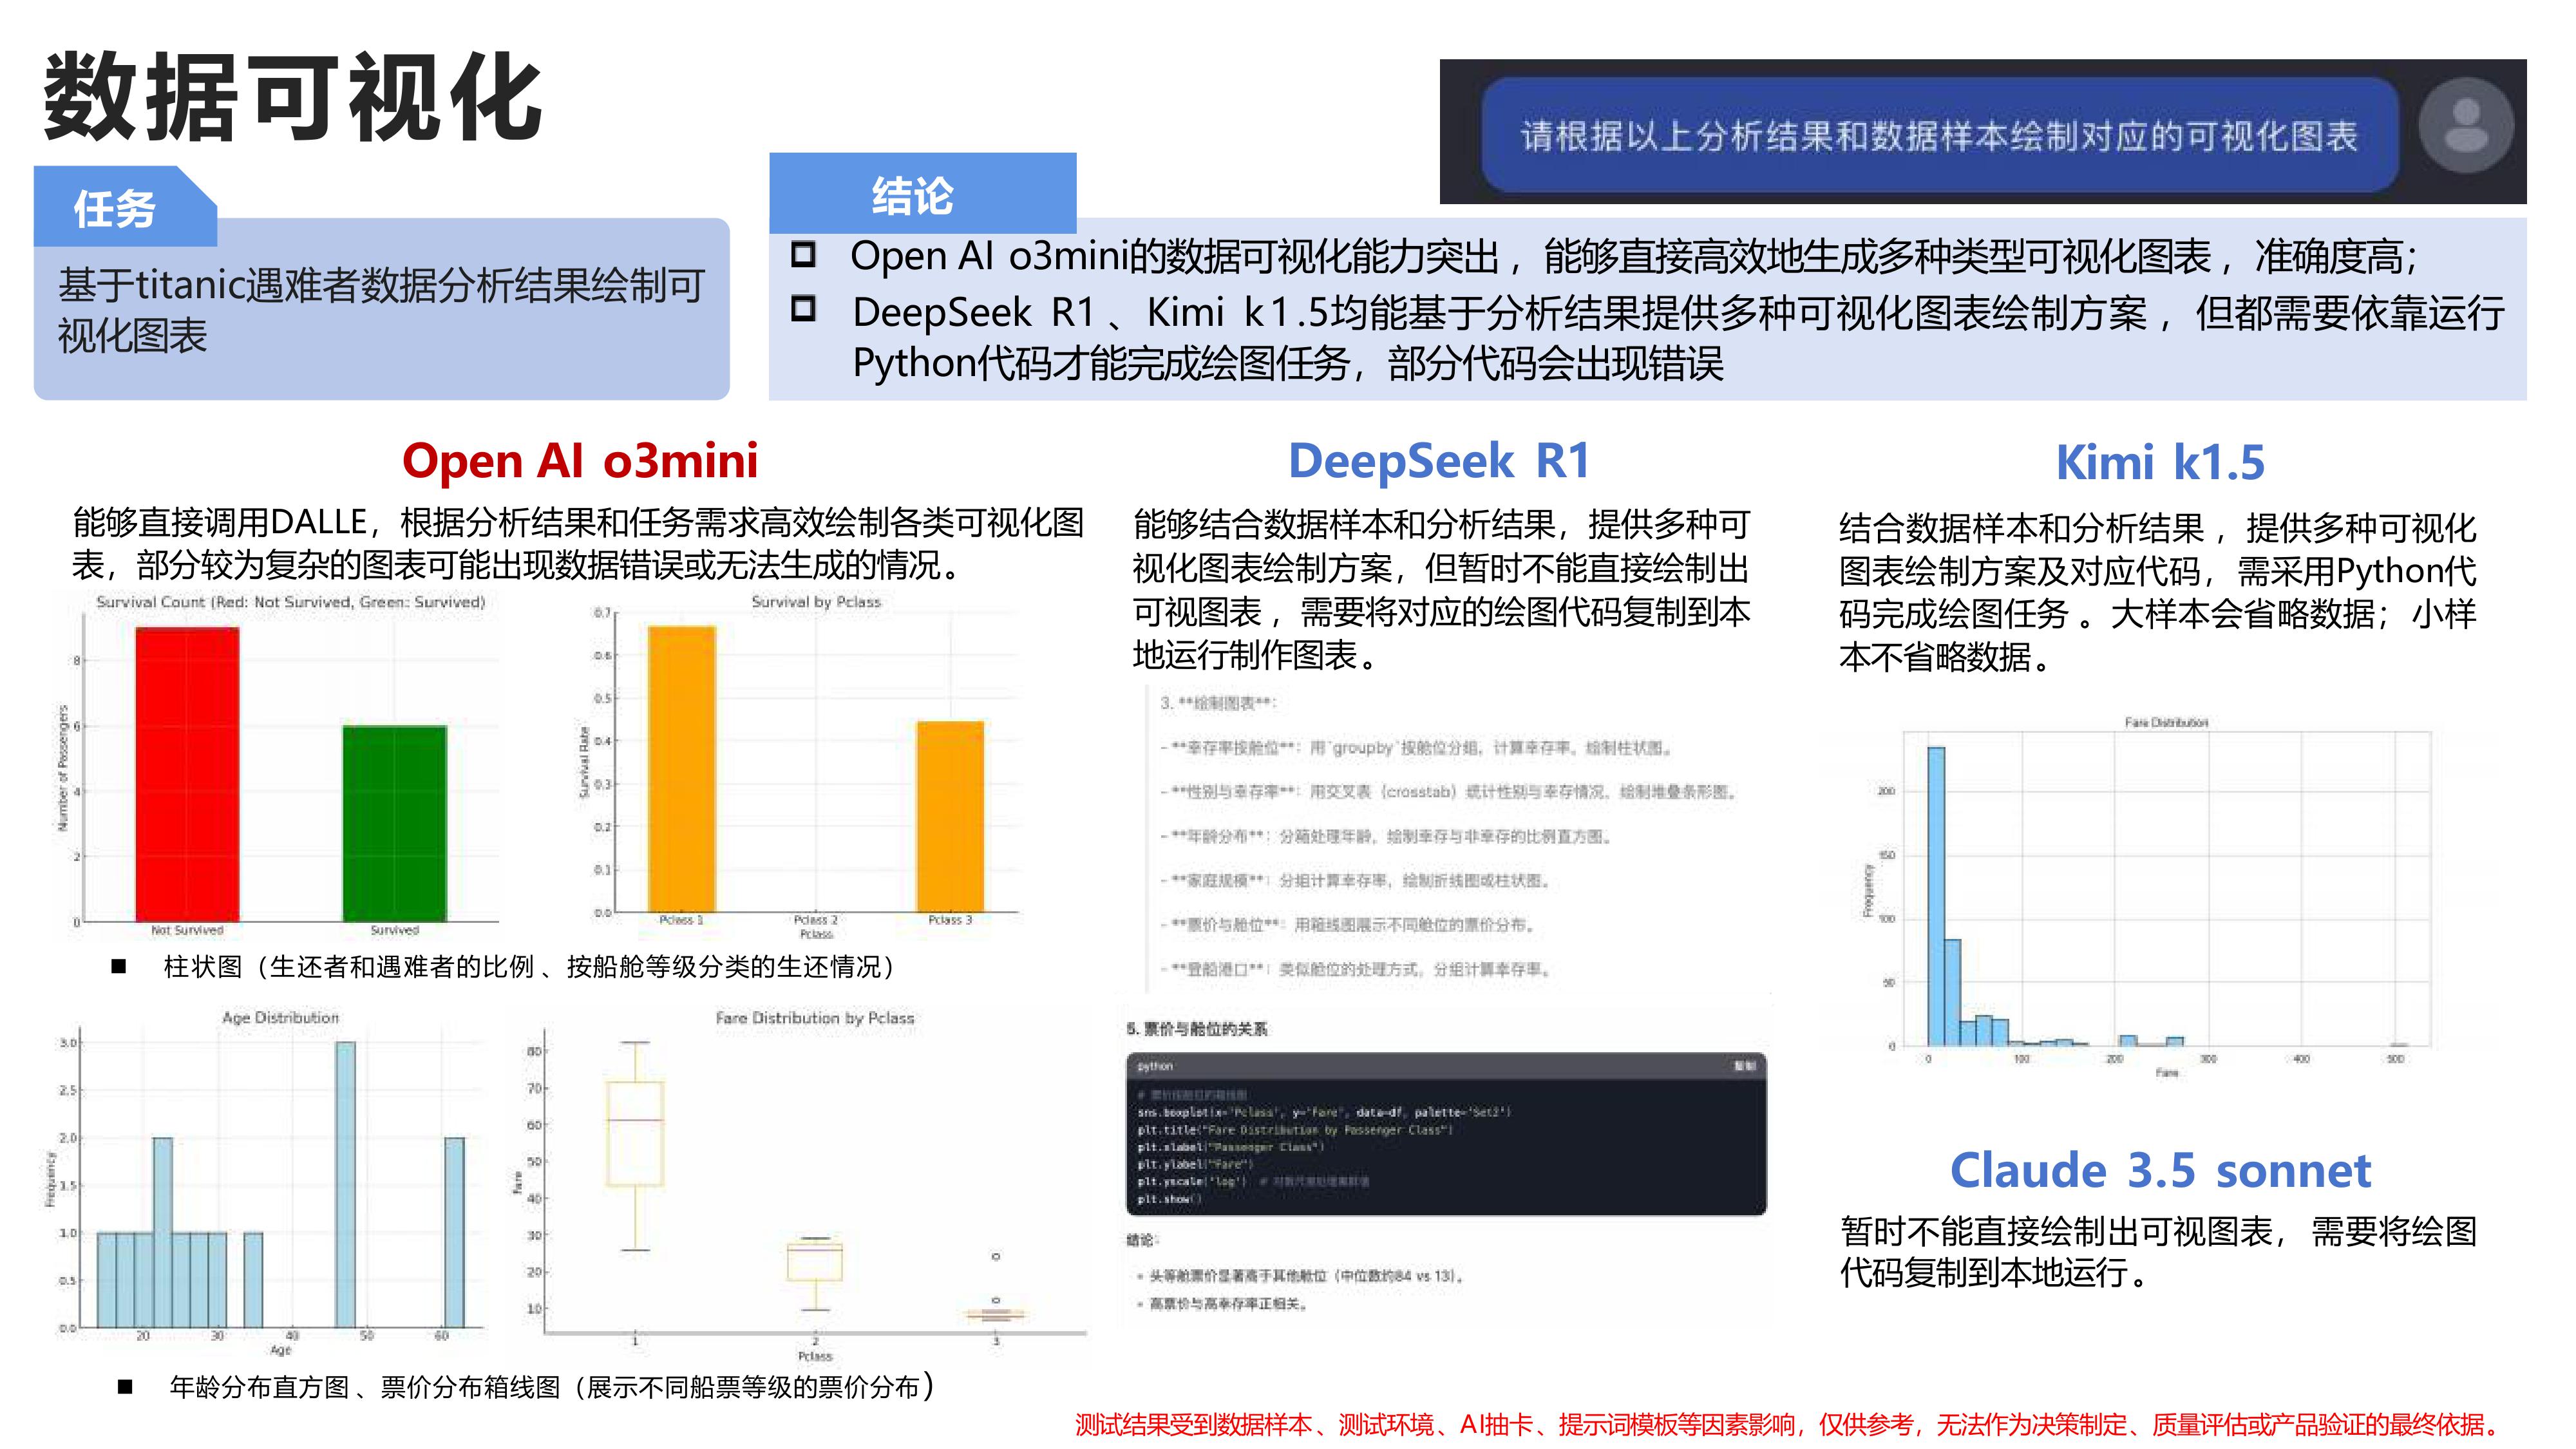 数据可视化
请根据以上分析结果和数据样本绘制对应的可视化图表
任务
基于titanic遇难者数据分析结果绘制可
视化图表
结论
Open AI o3mini的数据可视化能力突出，能够直接高效地生成多种类型可视化图表，准确度高；
DeepSeek R1、Kimi k1.5均能基于分析结果提供多种可视化图表绘制方案，但都需要依靠运行
Python代码才能完成绘图任务，部分代码会出现错误
Open AI o3mini
能够直接调用DALLE，根据分析结果和任务需求高效绘制各类可视化图
表，部分较为复杂的图表可能出现数据错误或无法生成的情况。
Survival Count (Red: Not Survived, Green: Survived)
Number of Passengers
8
6
4
2
0
Not Survived
Survived
Survival by Pclass
Survival Rate
0.7
0.6
0.5
0.4
0.3
0.2
0.1
0.0
Pclass 1
Pclass 2
Pclass 3
Pclass
■ 柱状图（生还者和遇难者的比例、按船舱等级分类的生还情况）
Age Distribution
Frequency
3.0
2.5
2.0
1.5
1.0
0.5
0.0
20
30
40
50
60
Age
Fare Distribution by Pclass
Fare
80
70
60
50
40
30
20
10
1
2
3
Pclass
■ 年龄分布直方图、票价分布箱线图（展示不同船票等级的票价分布）
DeepSeek R1
能够结合数据样本和分析结果，提供多种可
视化图表绘制方案，但暂时不能直接绘制出
可视图表，需要将对应的绘图代码复制到本
地运行制作图表。
3. **绘制图表**：
- **幸存率按舱位**：用`groupby`按舱位分组，计算幸存率，绘制柱状图。
- **性别与幸存率**：用交叉表（crosstab）统计性别与幸存情况，绘制堆叠条形图。
- **年龄分布**：分箱处理年龄，绘制幸存与非幸存的比例直方图。
- **家庭规模**：分组计算幸存率，绘制折线图或柱状图。
- **票价与舱位**：用箱线图展示不同舱位的票价分布。
- **登船港口**：类似舱位的处理方式，分组计算幸存率。
5. 票价与舱位的关系
python
复制
sns.boxplot(x='Pclass', y='Fare', data=df, palette='Set2')
plt.title("Fare Distribution by Passenger Class")
plt.xlabel("Passenger Class")
plt.ylabel("Fare")
plt.yscale('log')
plt.show()
结论：
• 头等舱票价显著高于其他舱位（中位数约84 vs 13）。
• 高票价与高幸存率正相关。
Kimi k1.5
结合数据样本和分析结果，提供多种可视化
图表绘制方案及对应代码，需采用Python代
码完成绘图任务。大样本会省略数据；小样
本不省略数据。
Fare Distribution
Frequency
200
150
100
50
0
0
100
200
300
400
500
Fare
Claude 3.5 sonnet
暂时不能直接绘制出可视图表，需要将绘图
代码复制到本地运行。
测试结果受到数据样本、测试环境、AI抽卡、提示词模板等因素影响，仅供参考，无法作为决策制定、质量评估或产品验证的最终依据。